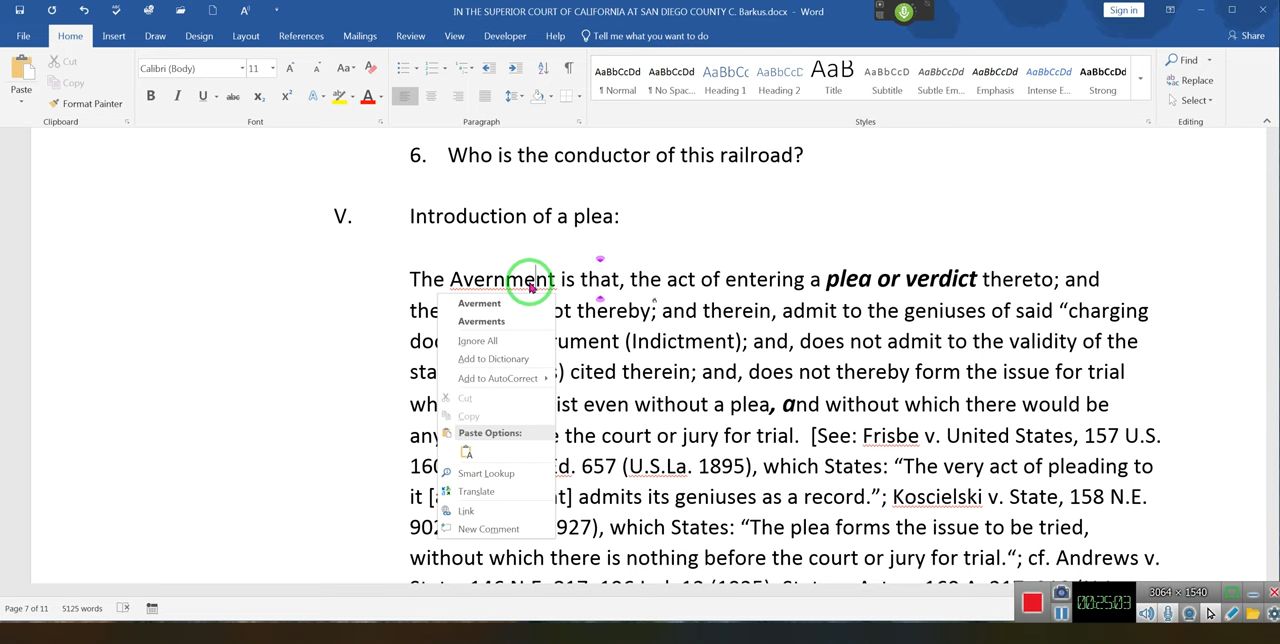 IN THE SUPERIOR COURT OF CALIFORNIA AT SAN DIEGO COUNTY C. Barkus.docx - Word
Sign in
File Home Insert Draw Design Layout References Mailings Review View Developer Help Tell me what you want to do Share
Paste
Cut
Copy
Format Painter
Clipboard
Calibri (Body) 11
Font
Paragraph
AaBbCcDd AaBbCcDd AaBbCc AaBbCcD AaB AaBbCcD AaBbCcDd AaBbCcDd AaBbCcDd AaBbCcDd
¶ Normal ¶ No Spac... Heading 1 Heading 2 Title Subtitle Subtle Em... Emphasis Intense E... Strong
Styles
Find
Replace
Select
Editing
6. Who is the conductor of this railroad?
V. Introduction of a plea:
The Avernment is that, the act of entering a plea or verdict thereto; and
the ot thereby; and therein, admit to the geniuses of said “charging
doc rument (Indictment); and, does not admit to the validity of the
sta s) cited therein; and, does not thereby form the issue for trial
wh ist even without a plea, and without which there would be
any e the court or jury for trial. [See: Frisbe v. United States, 157 U.S.
160 Ed. 657 (U.S.La. 1895), which States: “The very act of pleading to
it [a t] admits its geniuses as a record.”; Koscielski v. State, 158 N.E.
902 927), which States: “The plea forms the issue to be tried,
without which there is nothing before the court or jury for trial.“; cf. Andrews v.
Averment
Averments
Ignore All
Add to Dictionary
Add to AutoCorrect
Cut
Copy
Paste Options:
Smart Lookup
Translate
Link
New Comment
Page 7 of 11 5125 words
00:25:03
3064 × 1540